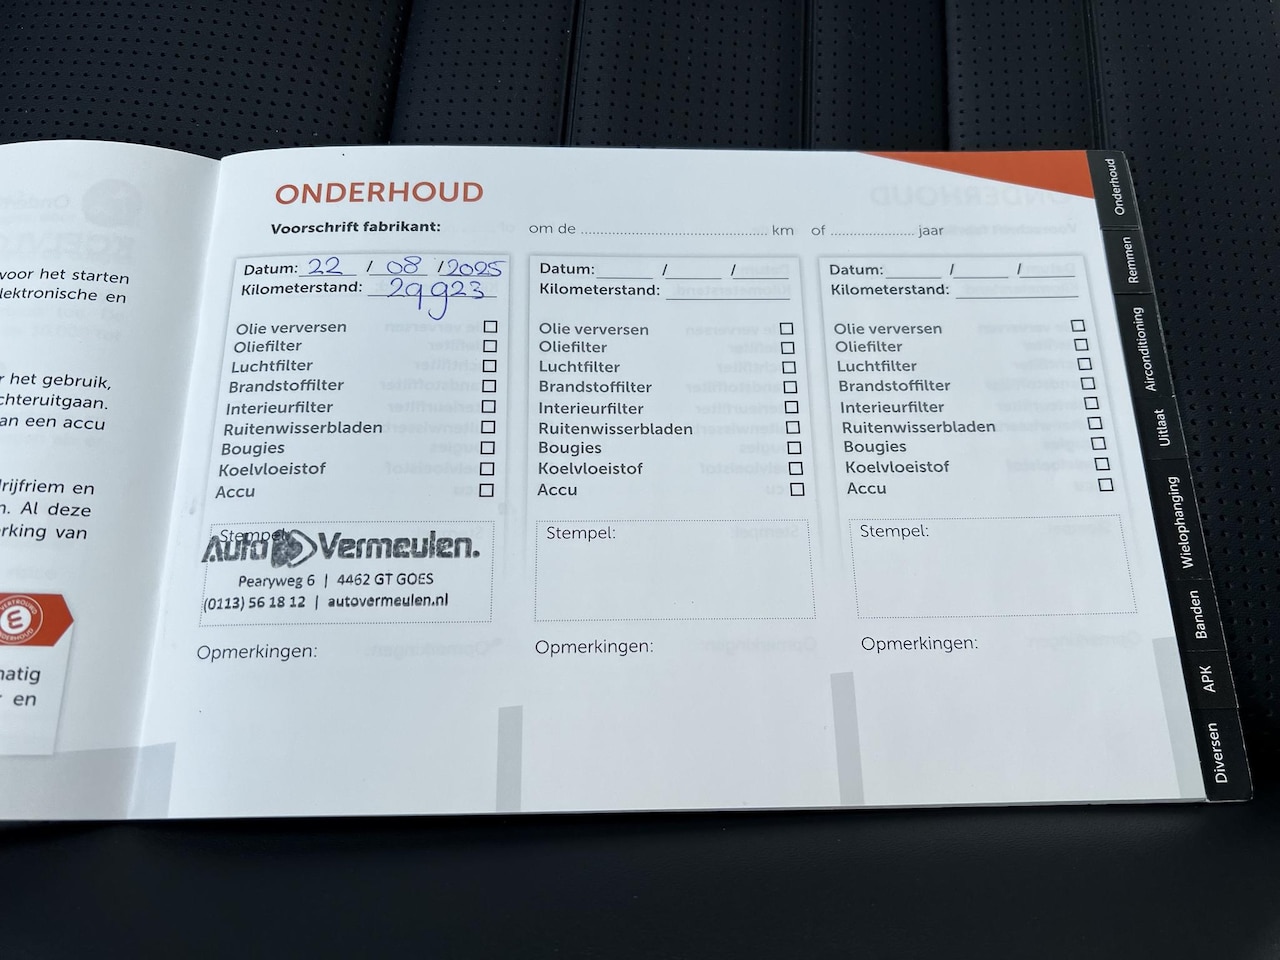 voor het starten
lektronische en
r het gebruik,
chteruitgaan.
an een accu
rijfriem en
n. Al deze
rking van
VERTROUWD
ONDERHOUD
natig
r en
ONDERHOUD
Voorschrift fabrikant: om de ........ km of ........ jaar
Datum: 22 / 08 / 2025
Kilometerstand: 29923
Olie verversen
Oliefilter
Luchtfilter
Brandstoffilter
Interieurfilter
Ruitenwisserbladen
Bougies
Koelvloeistof
Accu
Stempel:
Auto Vermeulen.
Pearyweg 6 | 4462 GT GOES
(0113) 56 18 12 | autovermeulen.nl
Opmerkingen:
Datum: / /
Kilometerstand:
Olie verversen
Oliefilter
Luchtfilter
Brandstoffilter
Interieurfilter
Ruitenwisserbladen
Bougies
Koelvloeistof
Accu
Stempel:
Opmerkingen:
Datum: / /
Kilometerstand:
Olie verversen
Oliefilter
Luchtfilter
Brandstoffilter
Interieurfilter
Ruitenwisserbladen
Bougies
Koelvloeistof
Accu
Stempel:
Opmerkingen:
Onderhoud
Remmen
Airconditioning
Uitlaat
Wielophanging
Banden
APK
Diversen